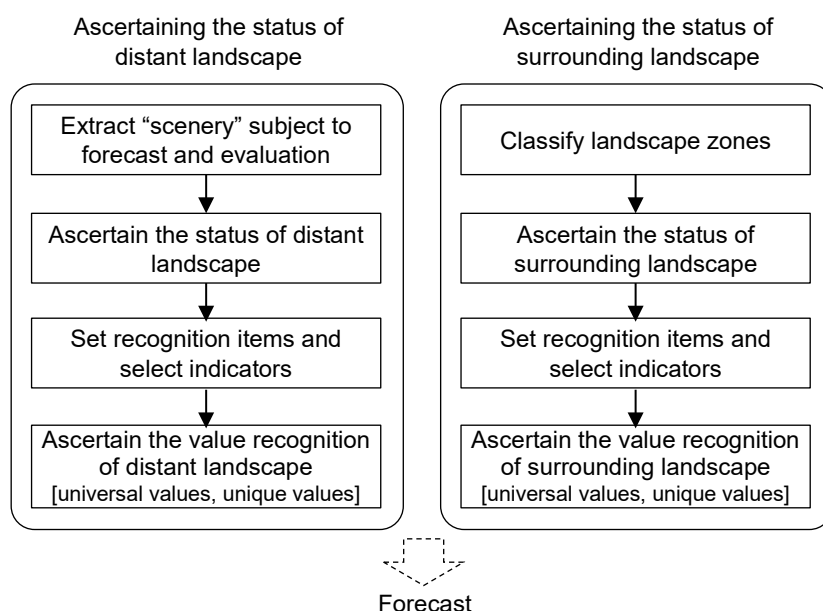 Ascertaining the status of
distant landscape
Extract “scenery” subject to
forecast and evaluation
Ascertain the status of distant
landscape
Set recognition items and
select indicators
Ascertain the value recognition
of distant landscape
[universal values, unique values]
Ascertaining the status of
surrounding landscape
Classify landscape zones
Ascertain the status of
surrounding landscape
Set recognition items and
select indicators
Ascertain the value recognition
of surrounding landscape
[universal values, unique values]
Forecast